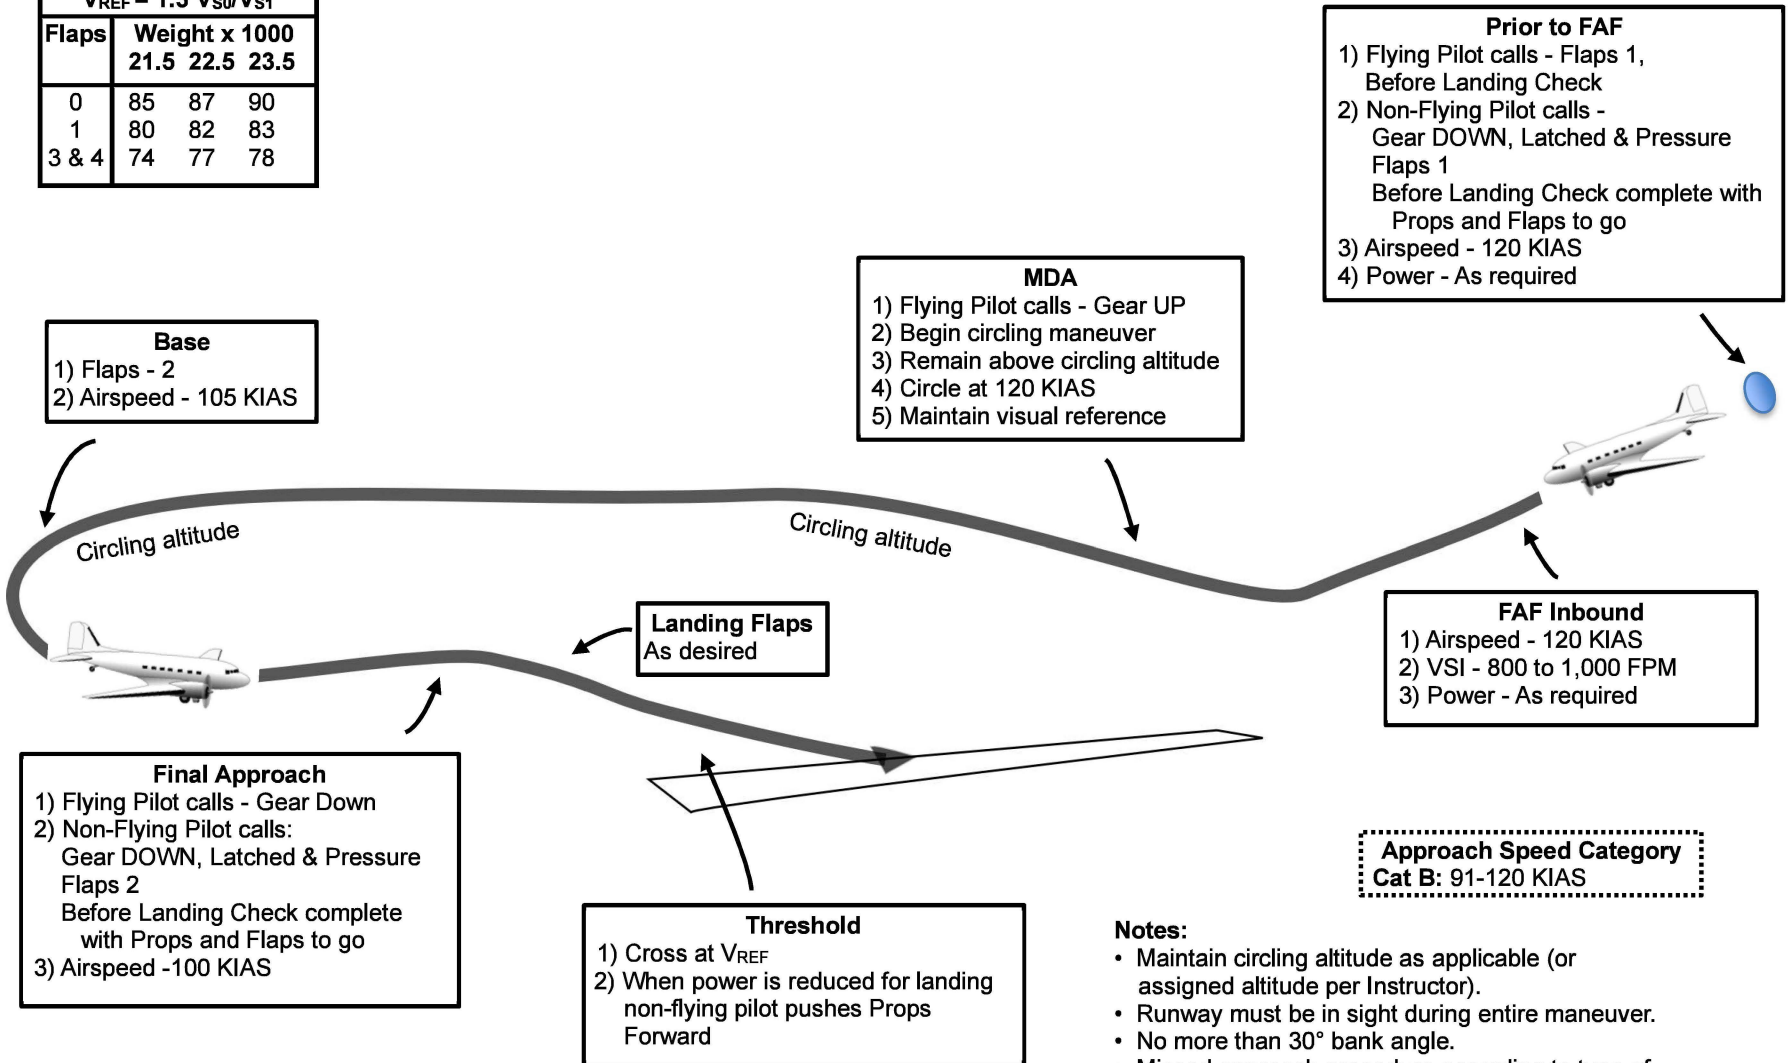 VREF = 1.3 VS0/VS1
Flaps Weight x 1000
21.5 22.5 23.5
0 85 87 90
1 80 82 83
3 & 4 74 77 78
Prior to FAF
1) Flying Pilot calls - Flaps 1,
Before Landing Check
2) Non-Flying Pilot calls -
Gear DOWN, Latched & Pressure
Flaps 1
Before Landing Check complete with
Props and Flaps to go
3) Airspeed - 120 KIAS
4) Power - As required
MDA
1) Flying Pilot calls - Gear UP
2) Begin circling maneuver
3) Remain above circling altitude
4) Circle at 120 KIAS
5) Maintain visual reference
Base
1) Flaps - 2
2) Airspeed - 105 KIAS
Circling altitude
Circling altitude
Landing Flaps
As desired
FAF Inbound
1) Airspeed - 120 KIAS
2) VSI - 800 to 1,000 FPM
3) Power - As required
Final Approach
1) Flying Pilot calls - Gear Down
2) Non-Flying Pilot calls:
Gear DOWN, Latched & Pressure
Flaps 2
Before Landing Check complete
with Props and Flaps to go
3) Airspeed -100 KIAS
Threshold
1) Cross at VREF
2) When power is reduced for landing
non-flying pilot pushes Props
Forward
Approach Speed Category
Cat B: 91-120 KIAS
Notes:
• Maintain circling altitude as applicable (or
assigned altitude per Instructor).
• Runway must be in sight during entire maneuver.
• No more than 30° bank angle.